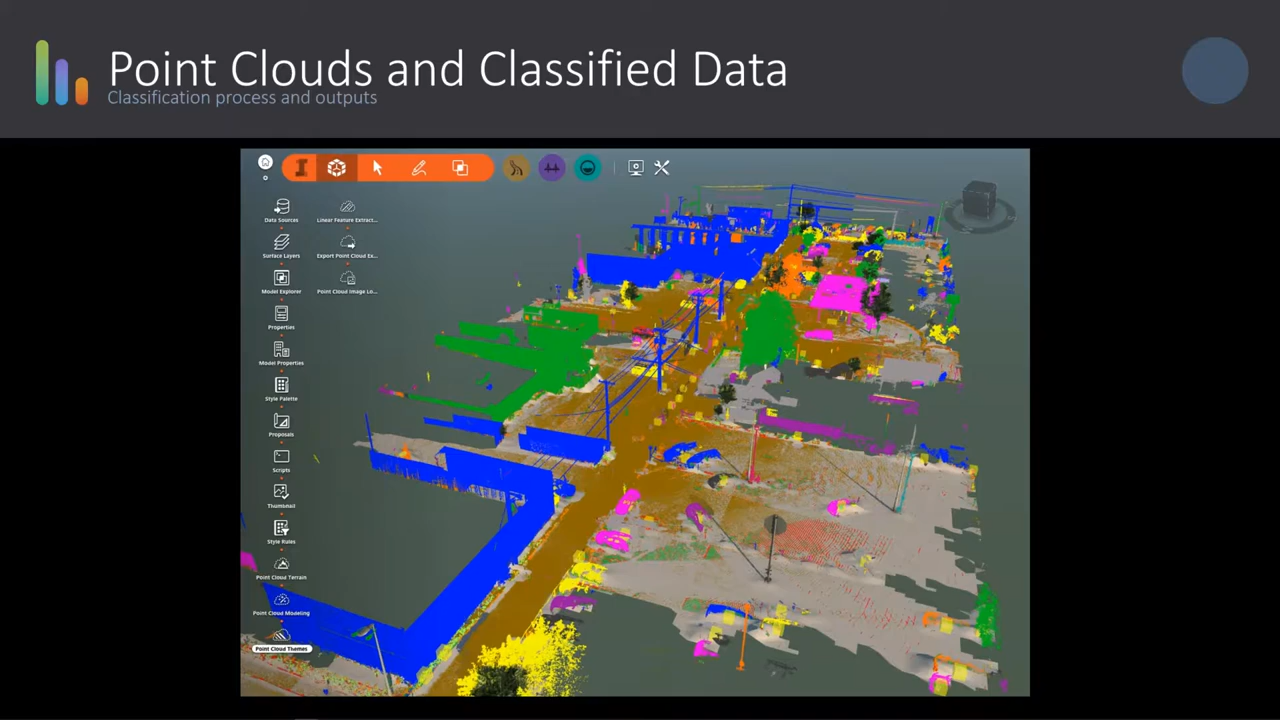 Point Clouds and Classified Data
Classification process and outputs
Data Sources
Linear Feature Extract...
Surface Layers
Export Point Cloud Ex...
Model Explorer
Point Cloud Image Lo...
Properties
Model Properties
Style Palette
Proposals
Scripts
Thumbnail
Style Rules
Point Cloud Terrain
Point Cloud Modeling
Point Cloud Themes